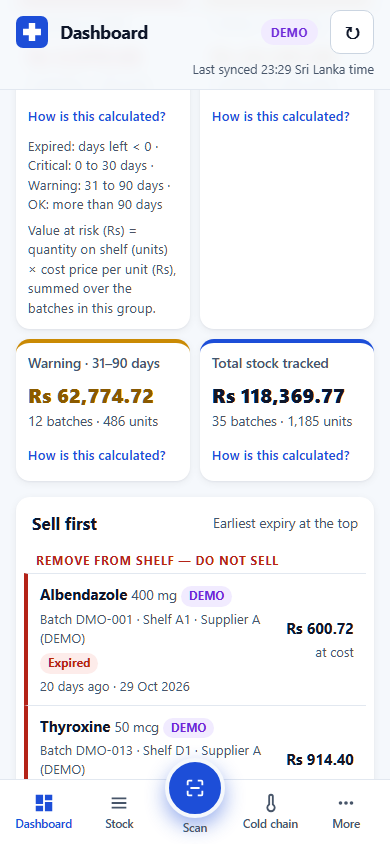 Dashboard
DEMO
↻
Last synced 23:29 Sri Lanka time
How is this calculated?
Expired: days left < 0 ·
Critical: 0 to 30 days ·
Warning: 31 to 90 days ·
OK: more than 90 days
Value at risk (Rs) =
quantity on shelf (units)
× cost price per unit (Rs),
summed over the
batches in this group.
How is this calculated?
Warning · 31–90 days
Rs 62,774.72
12 batches · 486 units
How is this calculated?
Total stock tracked
Rs 118,369.77
35 batches · 1,185 units
How is this calculated?
Sell first
Earliest expiry at the top
REMOVE FROM SHELF — DO NOT SELL
Albendazole 400 mg DEMO
Batch DMO-001 · Shelf A1 · Supplier A
(DEMO)
Expired
20 days ago · 29 Oct 2026
Rs 600.72
at cost
Thyroxine 50 mcg DEMO
Batch DMO-013 · Shelf D1 · Supplier A
(DEMO)
Rs 914.40
Dashboard
Stock
Scan
Cold chain
More